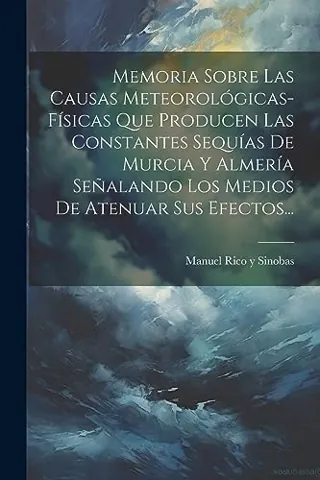 Memoria Sobre Las
Causas Meteorológicas-
Físicas Que Producen Las
Constantes Sequías De
Murcia Y Almería
Señalando Los Medios
De Atenuar Sus Efectos...
Manuel Rico y Sinobas